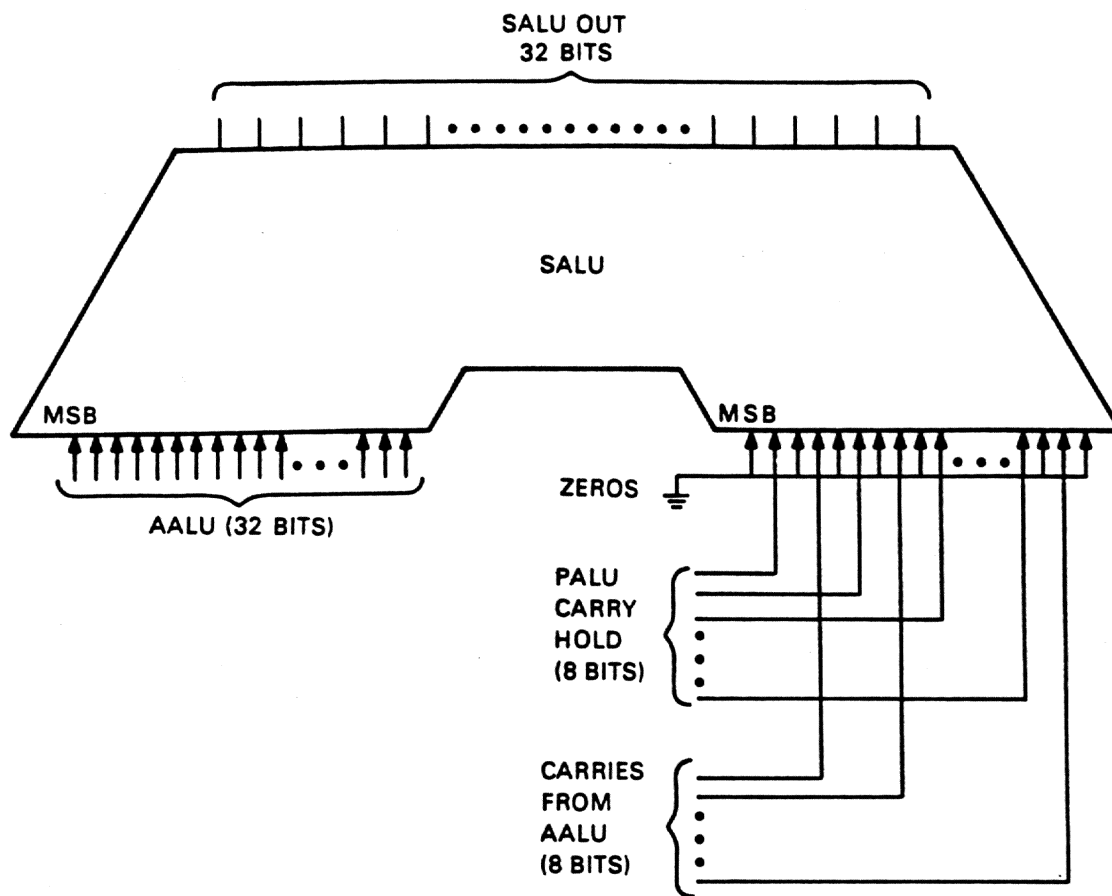 SALU OUT
32 BITS
SALU
MSB
MSB
AALU (32 BITS)
ZEROS
PALU
CARRY
HOLD
(8 BITS)
CARRIES
FROM
AALU
(8 BITS)